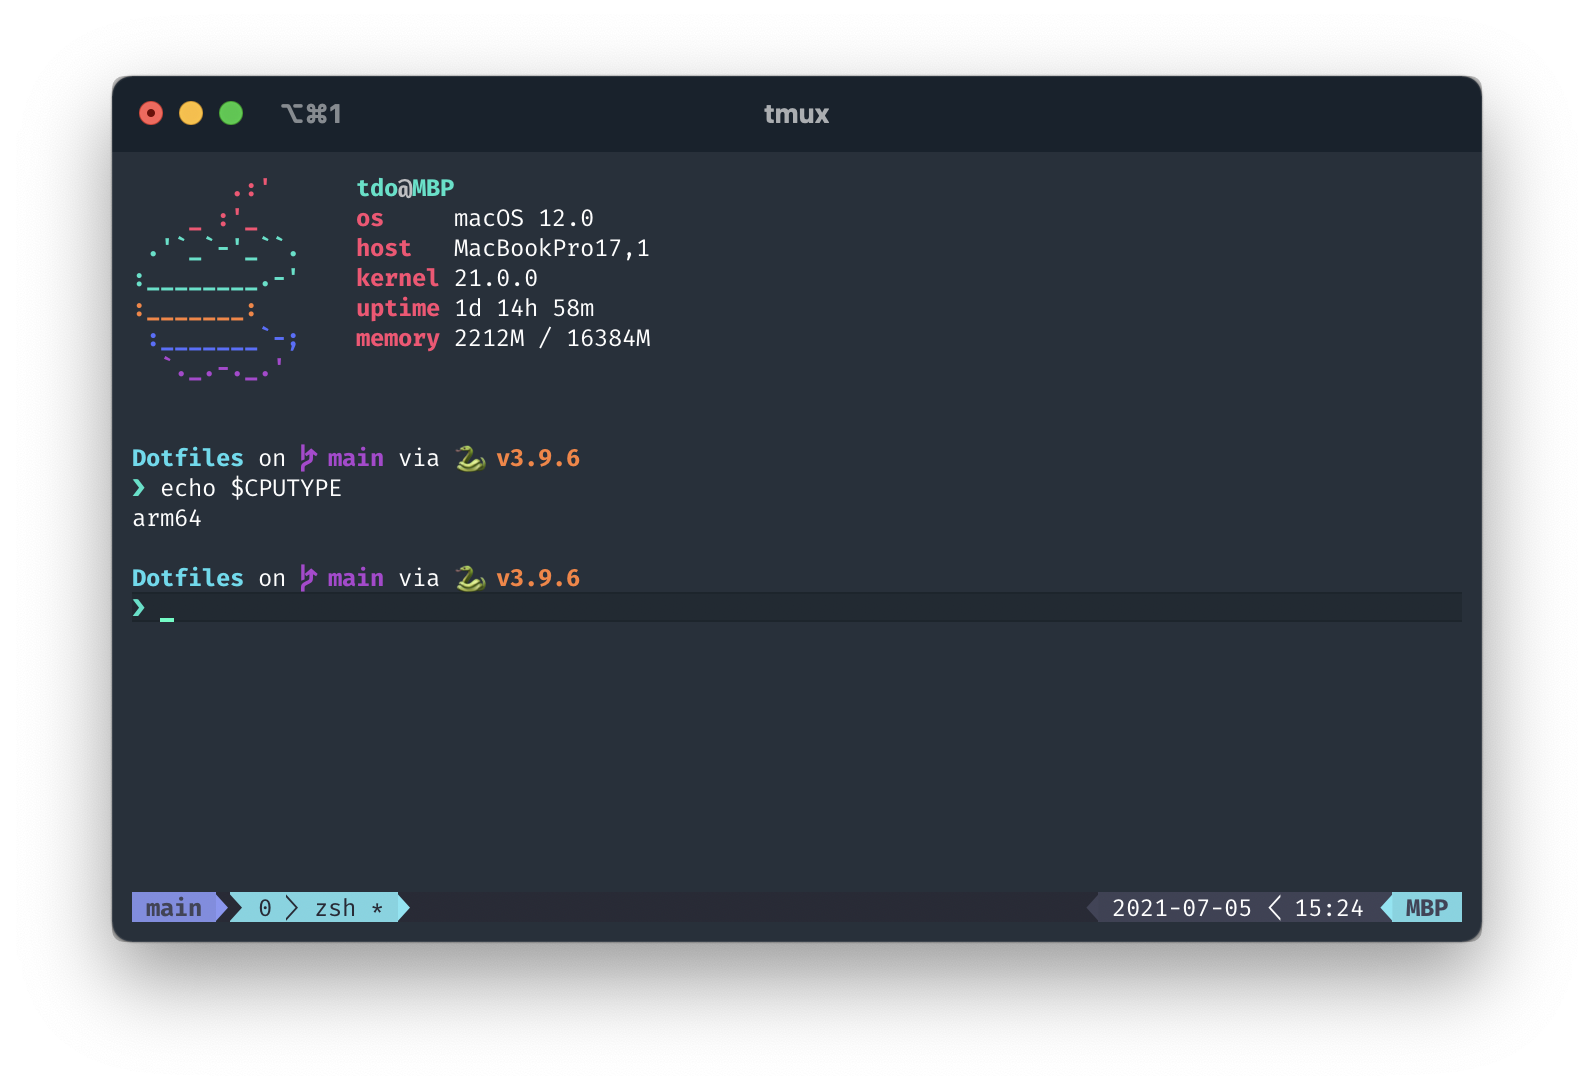 ⌥⌘1 tmux
tdo@MBP
os macOS 12.0
host MacBookPro17,1
kernel 21.0.0
uptime 1d 14h 58m
memory 2212M / 16384M
Dotfiles on main via 🐍 v3.9.6
❯ echo $CPUTYPE
arm64
Dotfiles on main via 🐍 v3.9.6
❯ _
main 0 zsh * 2021-07-05 15:24 MBP